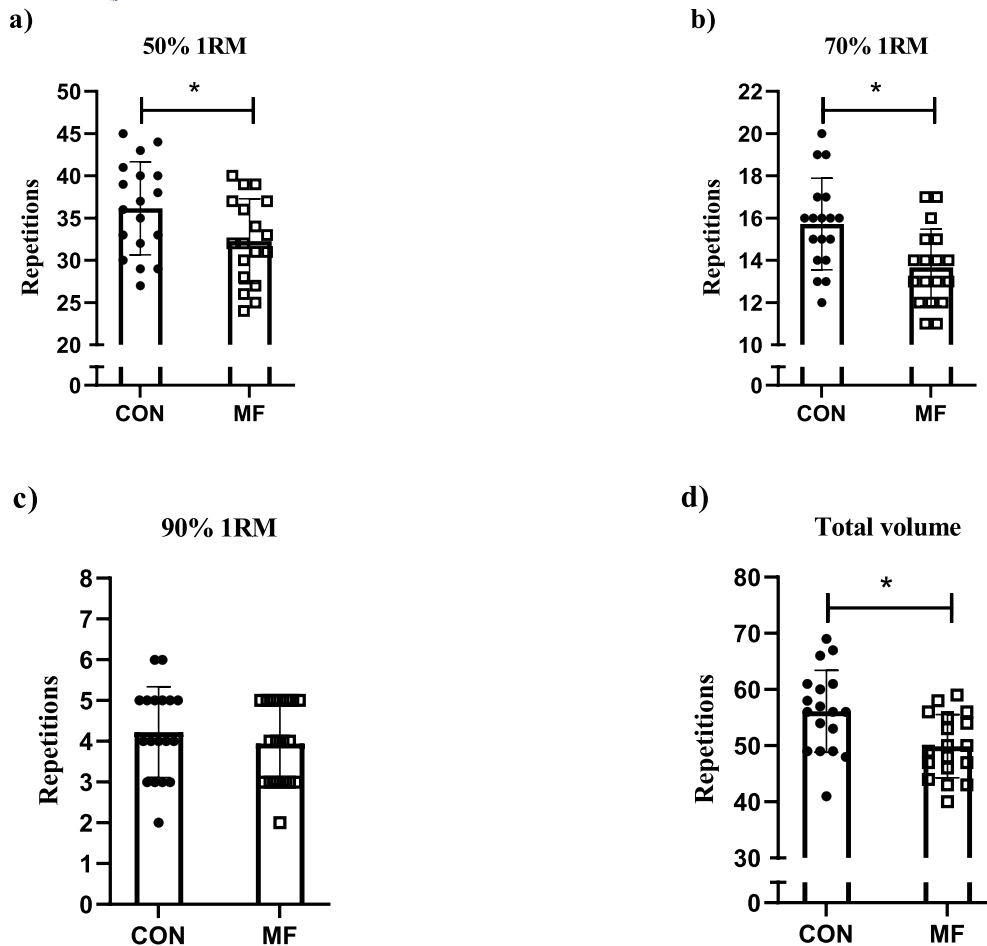 a)
50% 1RM
*
Repetitions
50
45
40
35
30
25
20
0
CON MF
b)
70% 1RM
*
Repetitions
22
20
18
16
14
12
10
0
CON MF
c)
90% 1RM
Repetitions
8
7
6
5
4
3
2
1
0
CON MF
d)
Total volume
*
Repetitions
80
70
60
50
40
30
0
CON MF